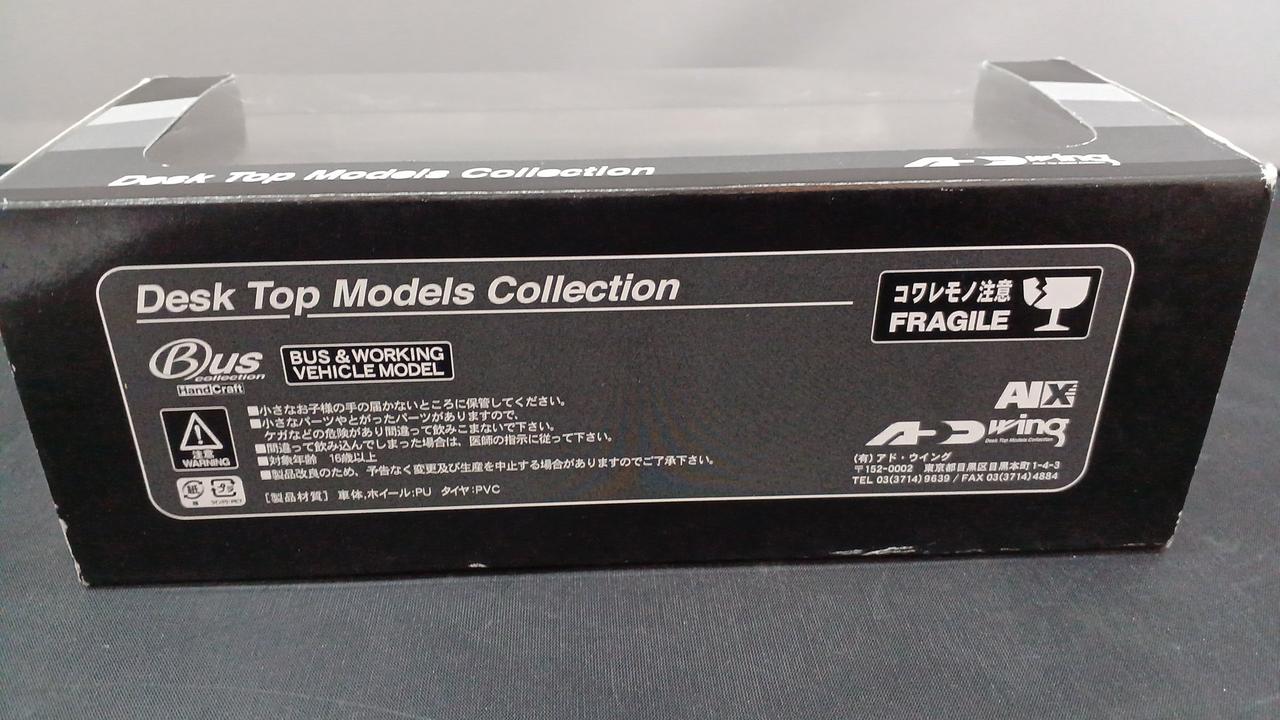 Desk Top Models Collection
ADwing
Desk Top Models Collection
コワレモノ注意
FRAGILE
Bus
collection
HandCraft
BUS & WORKING
VEHICLE MODEL
注意
WARNING
■小さなお子様の手の届かないところに保管してください。
■小さなパーツやとがったパーツがありますので、
ケガなどの危険があり間違って飲みこまないで下さい。
■間違って飲み込んでしまった場合は、医師の指示に従って下さい。
■対象年齢 16歳以上
■製品改良のため、予告なく変更及び生産を中止する場合がありますのでご了承下さい。
[製品材質] 車体,ホイール:PU タイヤ:PVC
紙
プラ
AIX
ADwing
Desk Top Models Collection
(有)アド・ウイング
〒152-0002 東京都目黒区目黒本町1-4-3
TEL 03(3714)9639 / FAX 03(3714)4884